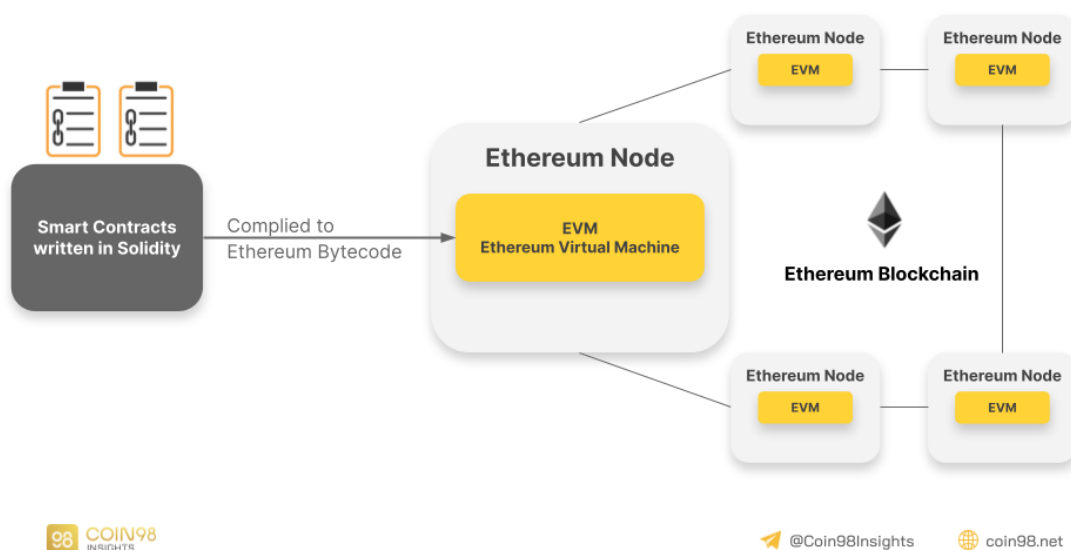 Ethereum Node
EVM
Ethereum Node
EVM
Smart Contracts
written in Solidity
Complied to
Ethereum Bytecode
Ethereum Node
EVM
Ethereum Virtual Machine
Ethereum Blockchain
Ethereum Node
EVM
Ethereum Node
EVM
98
COIN98
INSIGHTS
@Coin98Insights
coin98.net